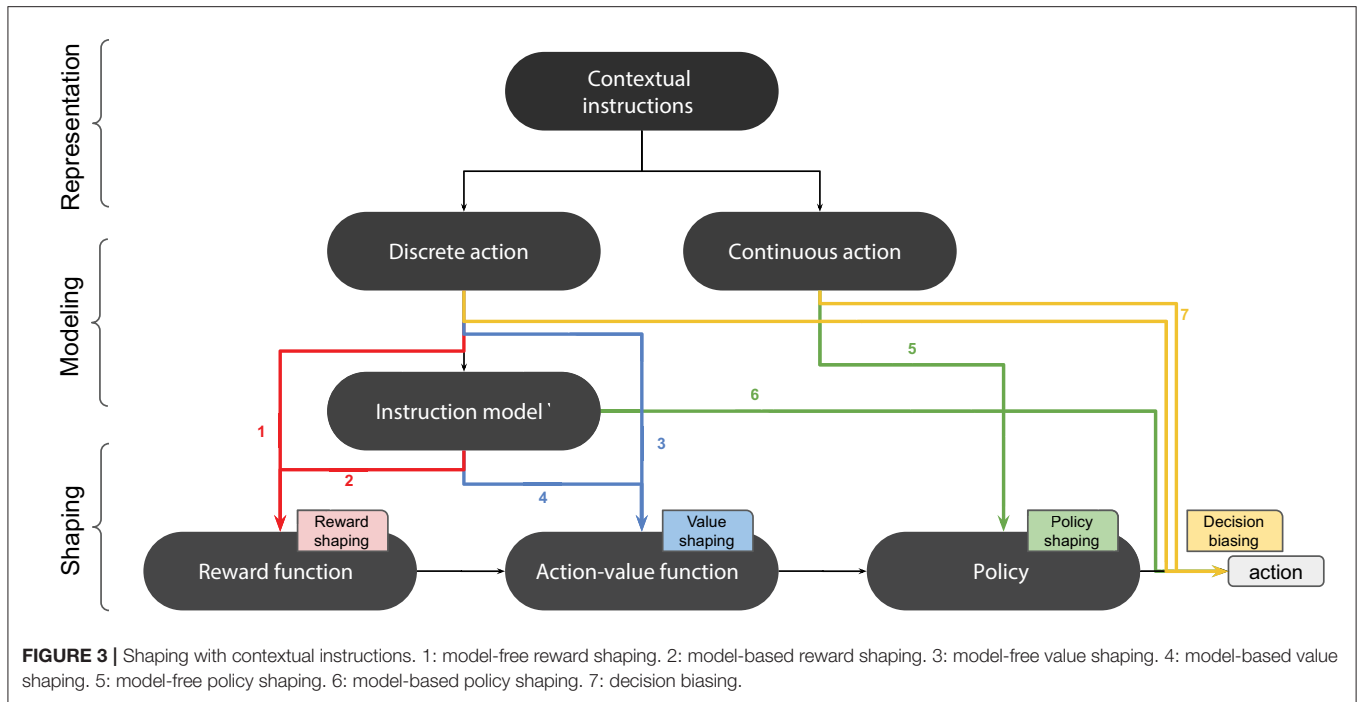 Representation
Contextual
instructions
Discrete action
Continuous action
Modeling
7
5
6
Instruction model `
1
3
2
4
Shaping
Reward
shaping
Value
shaping
Policy
shaping
Decision
biasing
Reward function
Action-value function
Policy
action
FIGURE 3 | Shaping with contextual instructions. 1: model-free reward shaping. 2: model-based reward shaping. 3: model-free value shaping. 4: model-based value
shaping. 5: model-free policy shaping. 6: model-based policy shaping. 7: decision biasing.